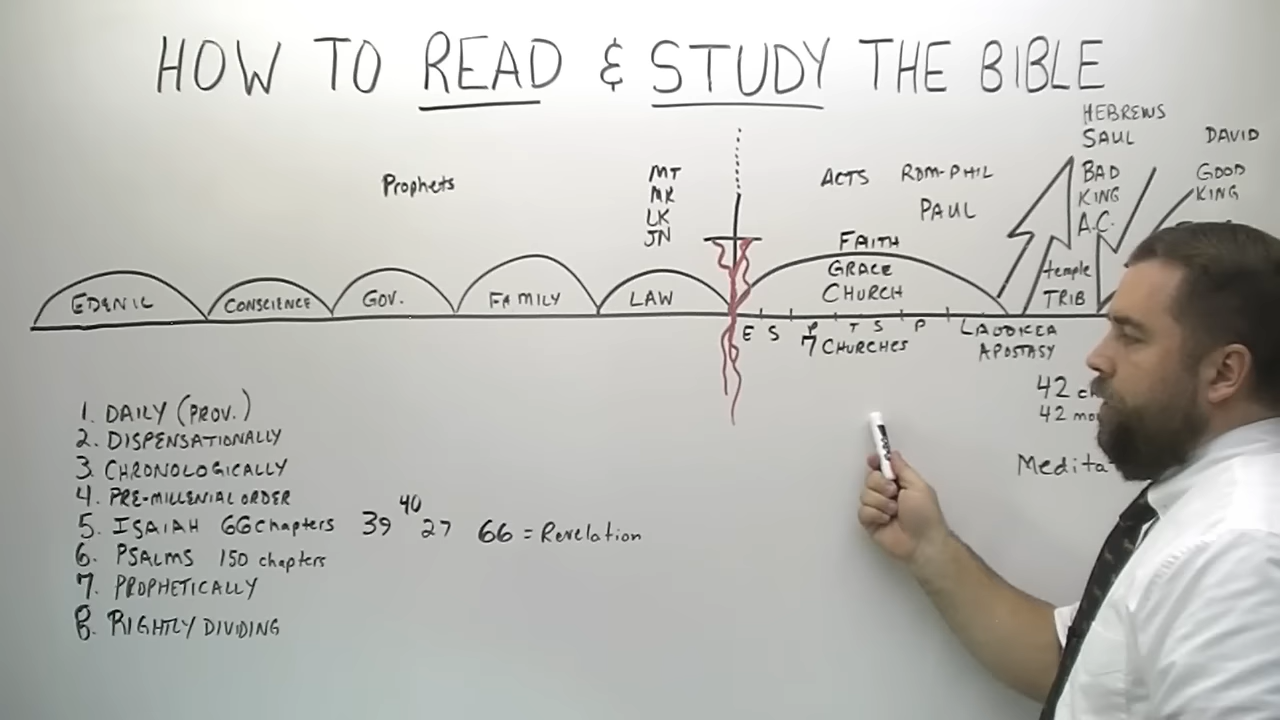 HOW TO READ & STUDY THE BIBLE
Prophets
MT
MK
LK
JN
ACTS
ROM-PHIL
PAUL
HEBREWS
SAUL
BAD
KING
A.C.
DAVID
GOOD
KING
EDENIC
CONSCIENCE
GOV.
FAMILY
LAW
FAITH
GRACE
CHURCH
temple
TRIB
E S P T S P
LAODICEA
7 CHURCHES
APOSTASY
42
42
1. DAILY (PROV.)
2. DISPENSATIONALLY
3. CHRONOLOGICALLY
4. PRE-MILLENIAL ORDER
5. ISAIAH 66 chapters 39 40 27 66 = Revelation
6. PSALMS 150 chapters
7. PROPHETICALLY
8. RIGHTLY DIVIDING